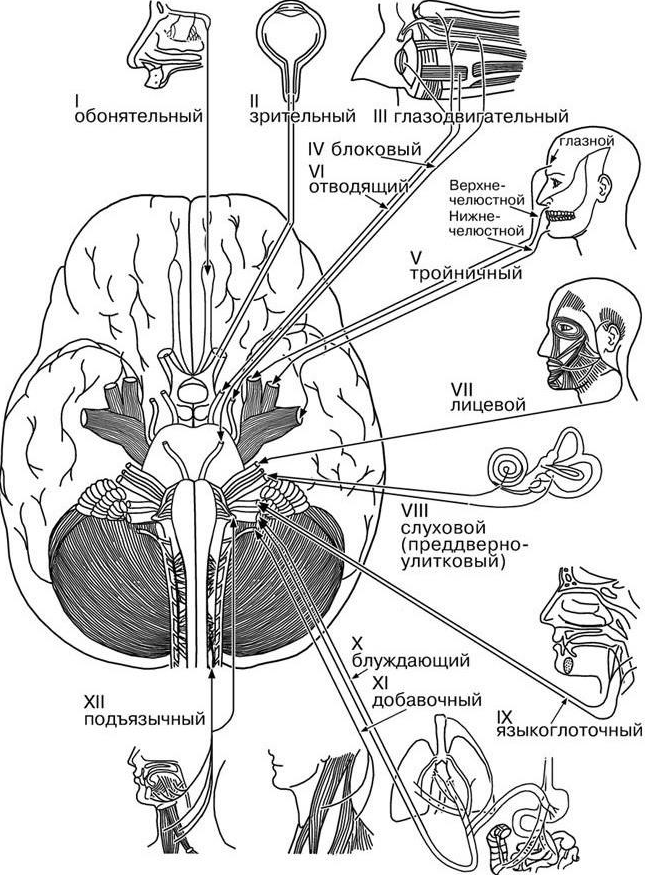 I
обонятельный
II
зрительный
III глазодвигательный
IV блоковый
VI
отводящий
глазной
Верхне-
челюстной
Нижне-
челюстной
V
тройничный
VII
лицевой
VIII
слуховой
(преддверно-
улитковый)
X
блуждающий
XI
добавочный
IX
языкоглоточный
XII
подъязычный